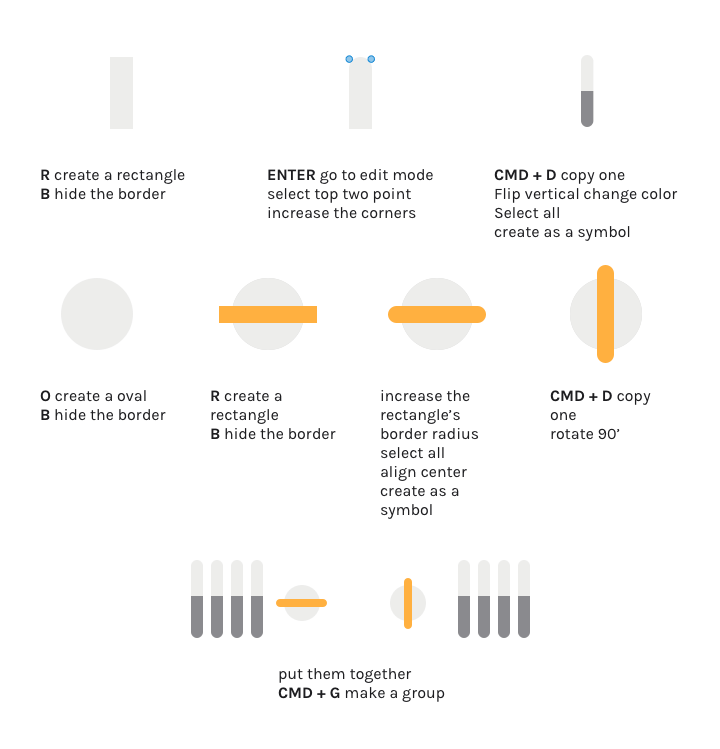 R create a rectangle
B hide the border
ENTER go to edit mode
select top two point
increase the corners
CMD + D copy one
Flip vertical change color
Select all
create as a symbol
O create a oval
B hide the border
R create a
rectangle
B hide the border
increase the
rectangle’s
border radius
select all
align center
create as a
symbol
CMD + D copy
one
rotate 90’
put them together
CMD + G make a group